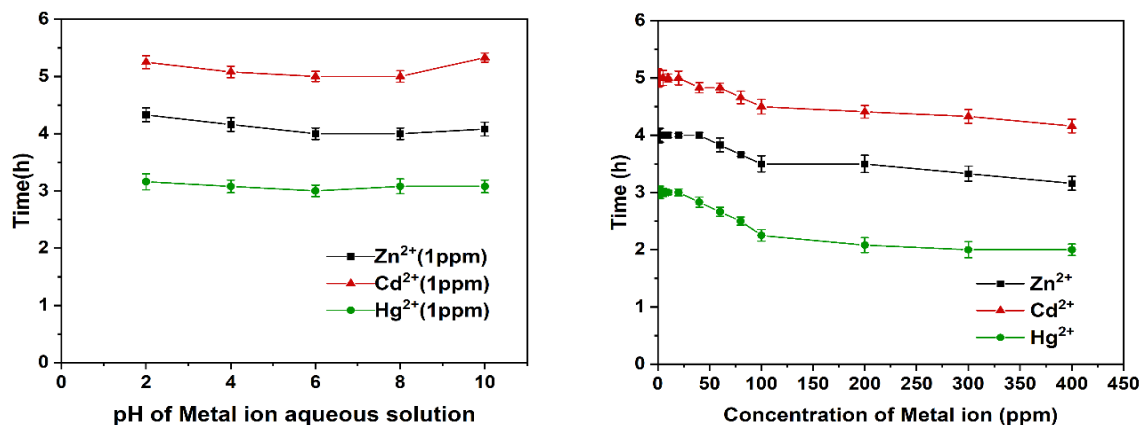 6
5
4
3
2
1
0
Time(h)
Zn²⁺(1ppm)
Cd²⁺(1ppm)
Hg²⁺(1ppm)
0 2 4 6 8 10
pH of Metal ion aqueous solution
6
5
4
3
2
1
0
Time (h)
Zn²⁺
Cd²⁺
Hg²⁺
0 50 100 150 200 250 300 350 400 450
Concentration of Metal ion (ppm)